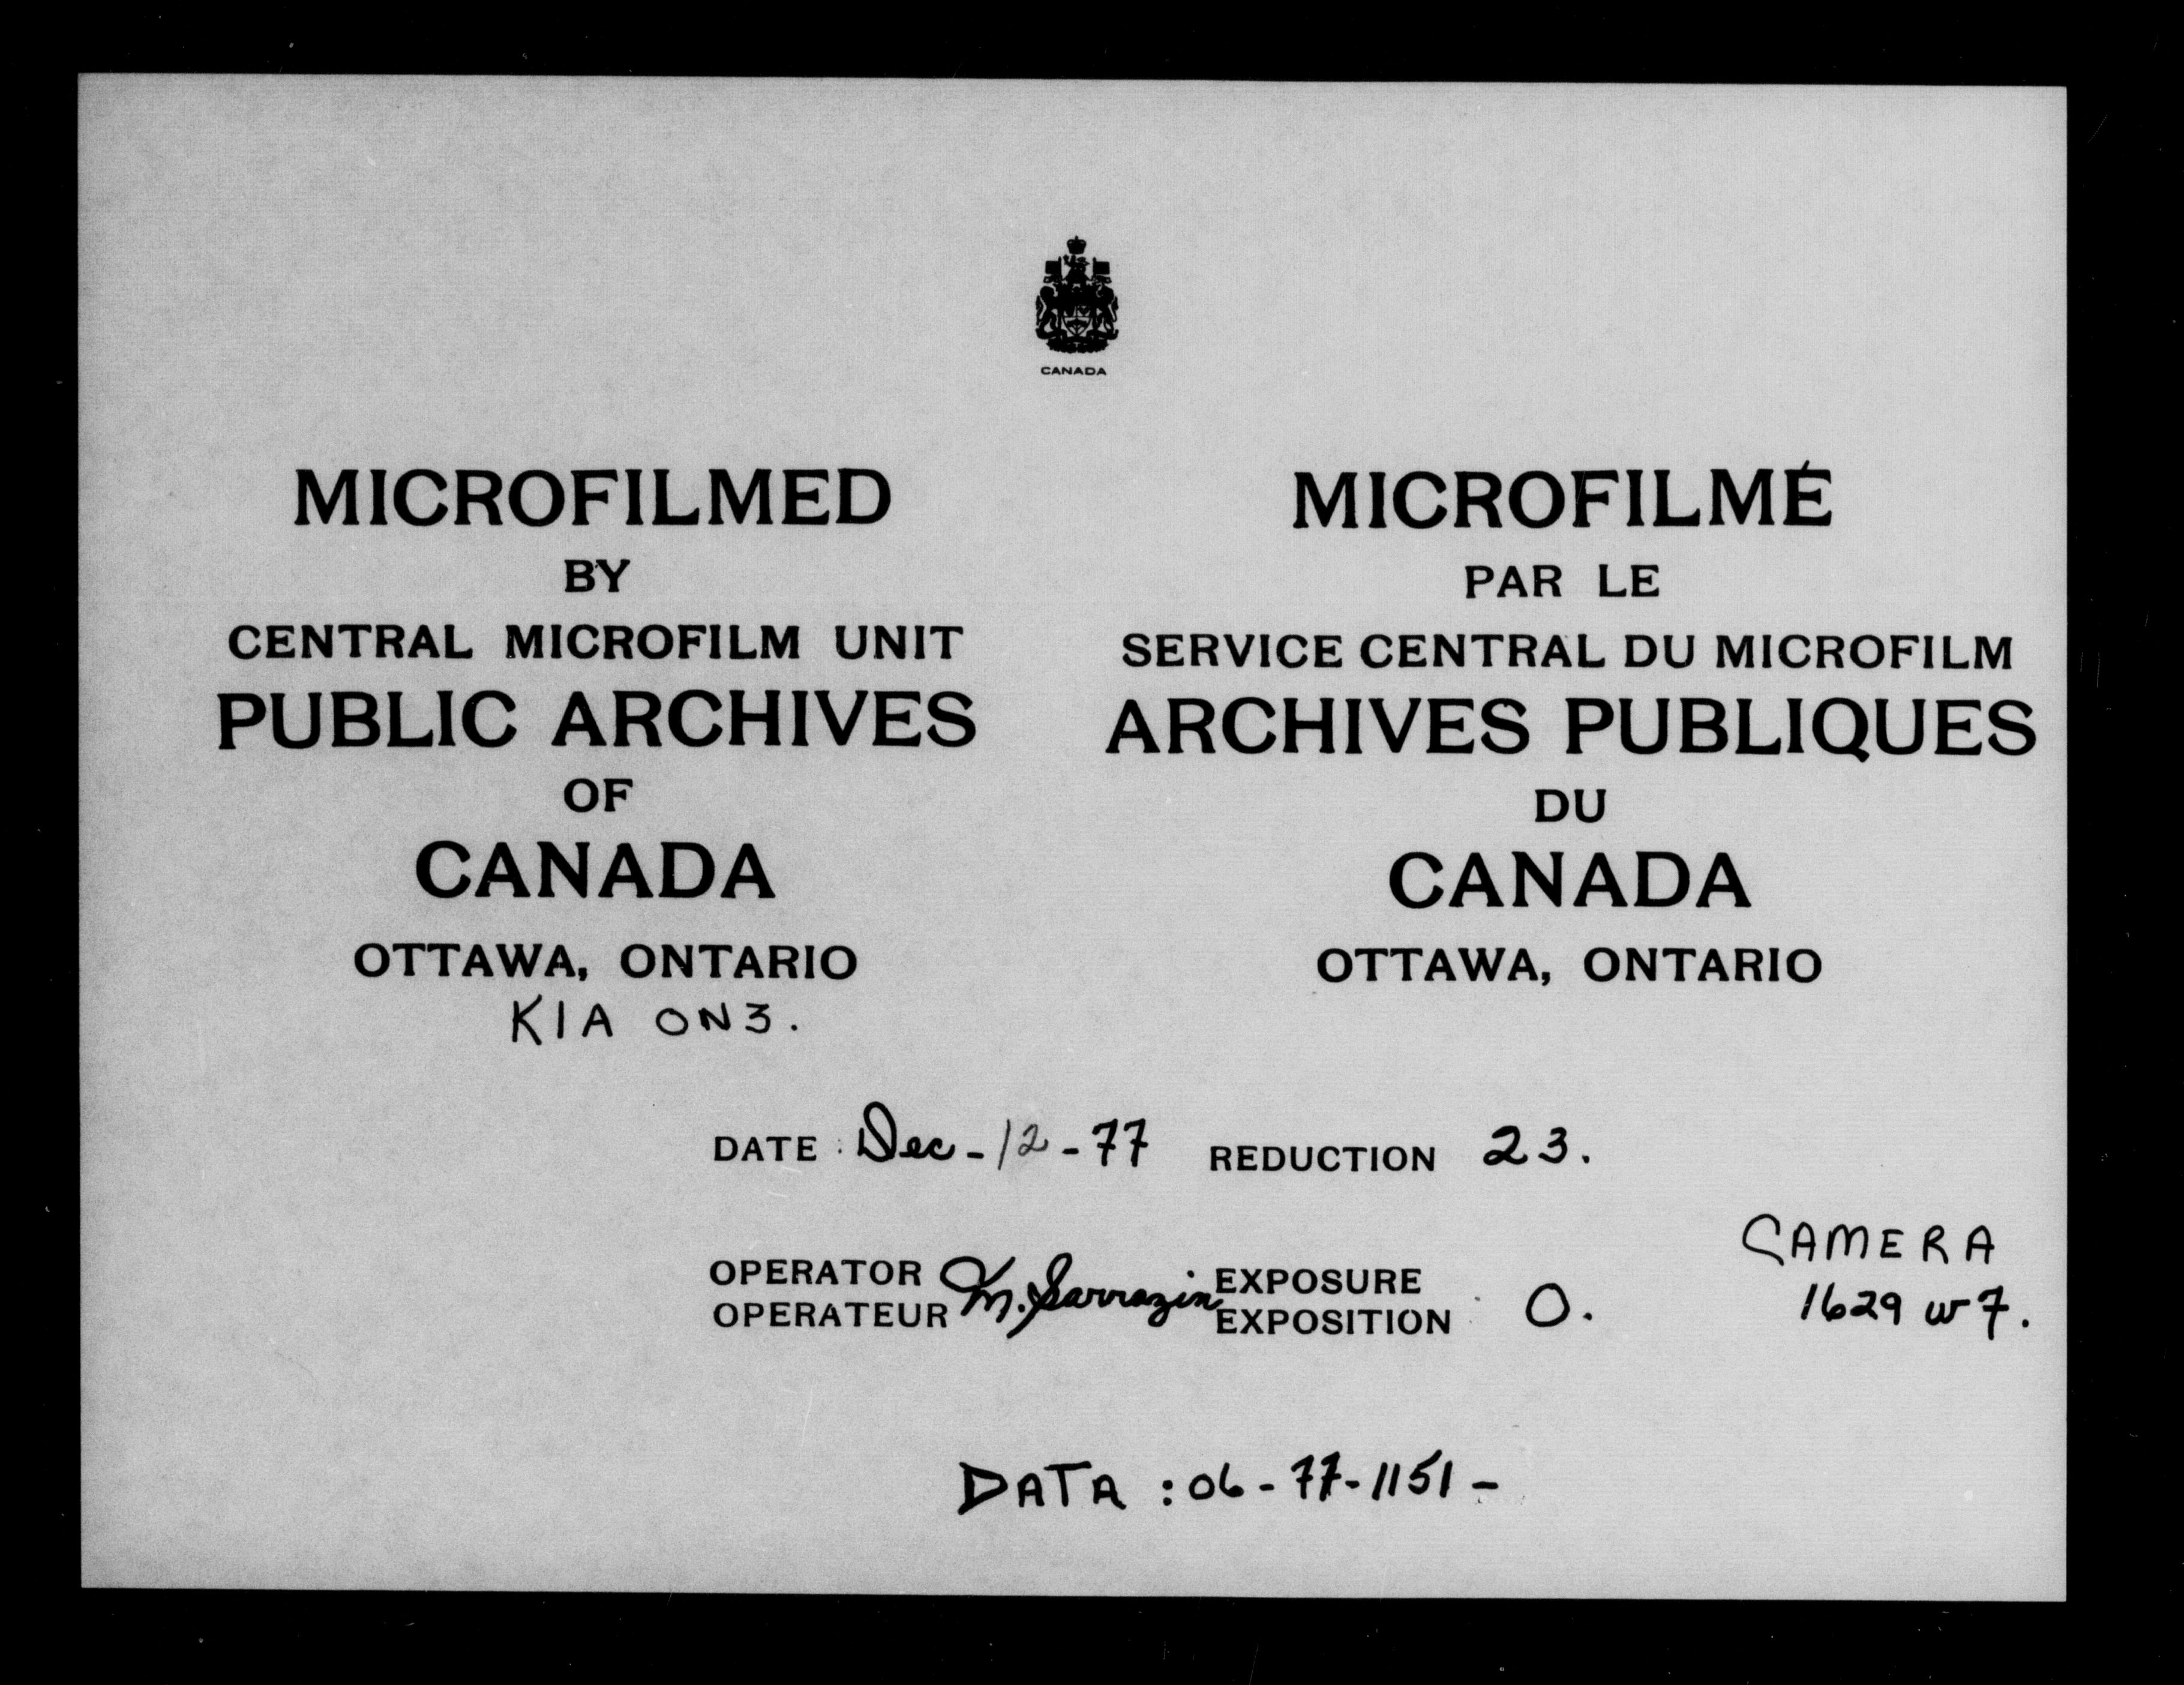 CANADA
MICROFILMED
BY
CENTRAL MICROFILM UNIT
PUBLIC ARCHIVES
OF
CANADA
OTTAWA, ONTARIO
K1A ON3.
MICROFILMÉ
PAR LE
SERVICE CENTRAL DU MICROFILM
ARCHIVES PUBLIQUES
DU
CANADA
OTTAWA, ONTARIO
DATE : Dec-12-77 REDUCTION 23.
OPERATOR
OPERATEUR M. Sarrazin
EXPOSURE
EXPOSITION : O.
CAMERA
1629 w 7.
DATA : 06-77-1151-